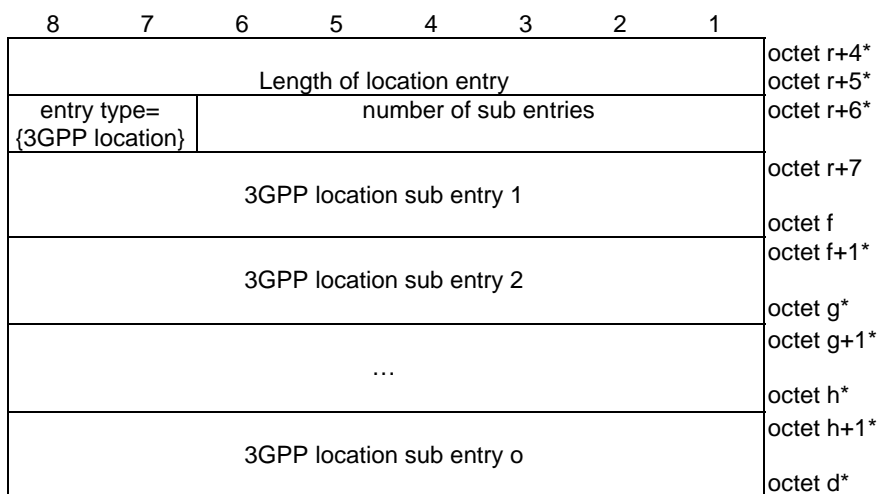 8 7 6 5 4 3 2 1
octet r+4*
Length of location entry octet r+5*
entry type= number of sub entries octet r+6*
{3GPP location}
octet r+7
3GPP location sub entry 1
octet f
octet f+1*
3GPP location sub entry 2
octet g*
octet g+1*
…
octet h*
octet h+1*
3GPP location sub entry o
octet d*